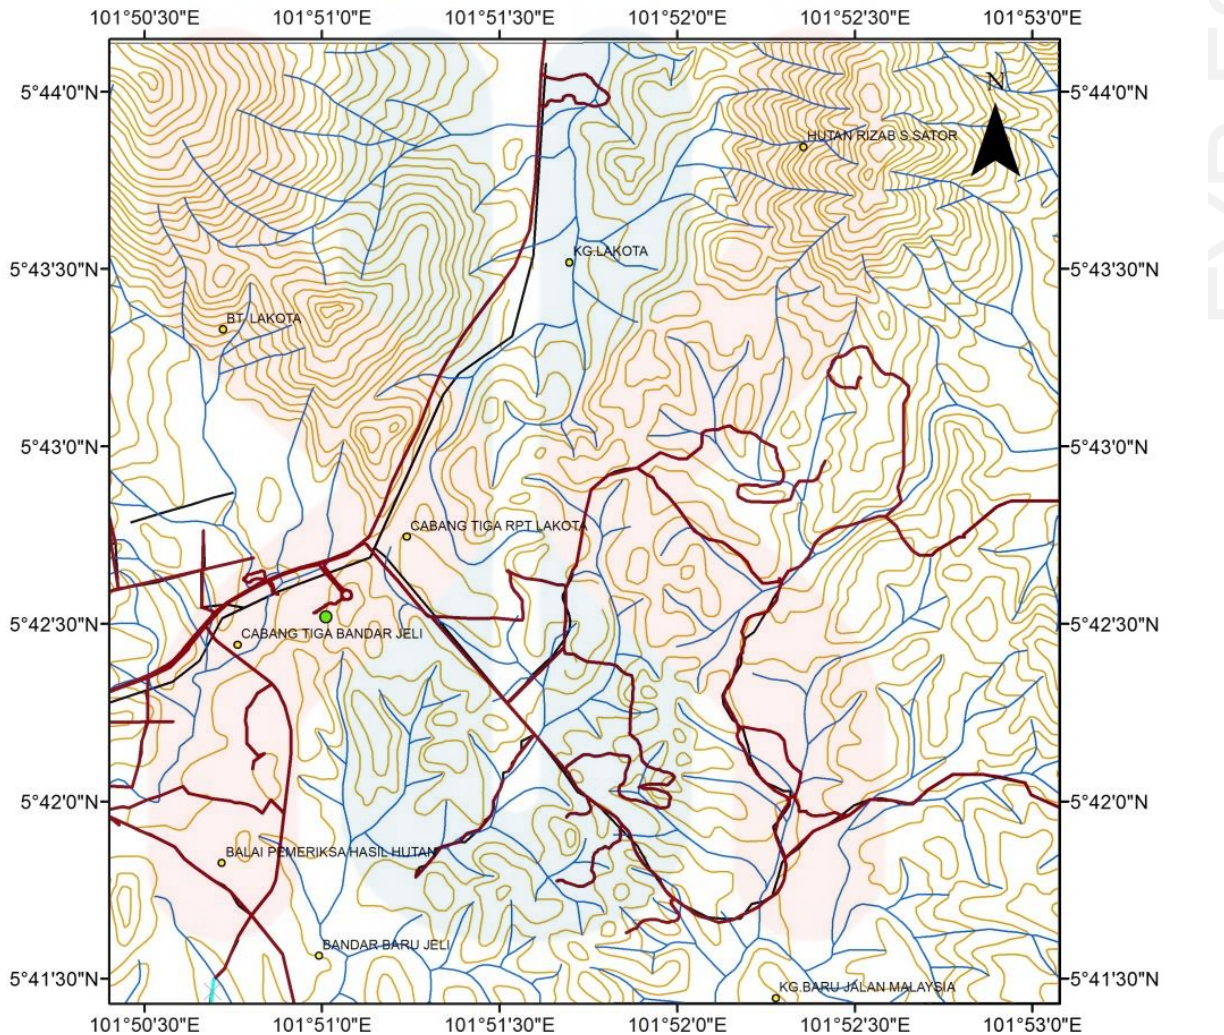 101°50'30"E 101°51'0"E 101°51'30"E 101°52'0"E 101°52'30"E 101°53'0"E
5°44'0"N 5°44'0"N
N
HUTAN RIZAB S.SATOR
KG.LAKOTA
5°43'30"N 5°43'30"N
BT. LAKOTA
5°43'0"N 5°43'0"N
CABANG TIGA RPT LAKOTA
5°42'30"N 5°42'30"N
CABANG TIGA BANDAR JELI
5°42'0"N 5°42'0"N
BALAI PEMERIKSA HASIL HUTAN
BANDAR BARU JELI
5°41'30"N 5°41'30"N
KG.BARU JALAN MALAYSIA
101°50'30"E 101°51'0"E 101°51'30"E 101°52'0"E 101°52'30"E 101°53'0"E